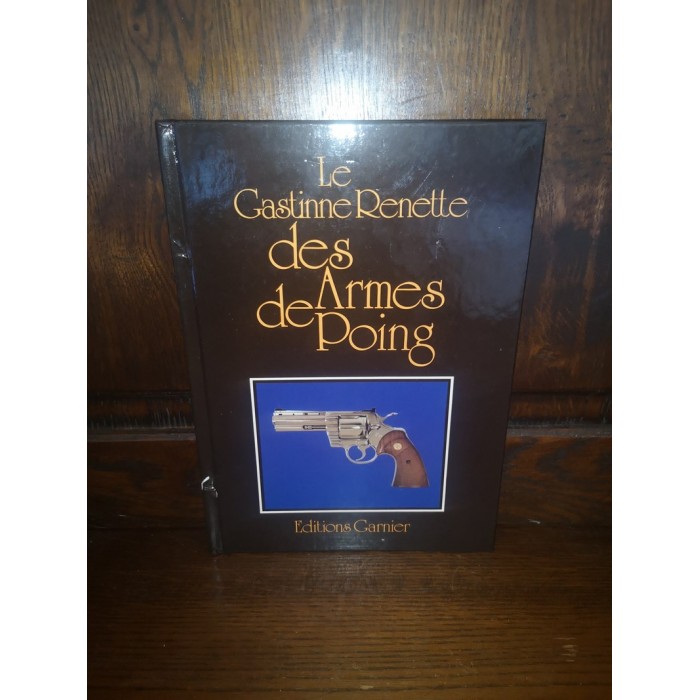 Le
Gastinne Renette
des
Armes
de
Poing
Editions Garnier